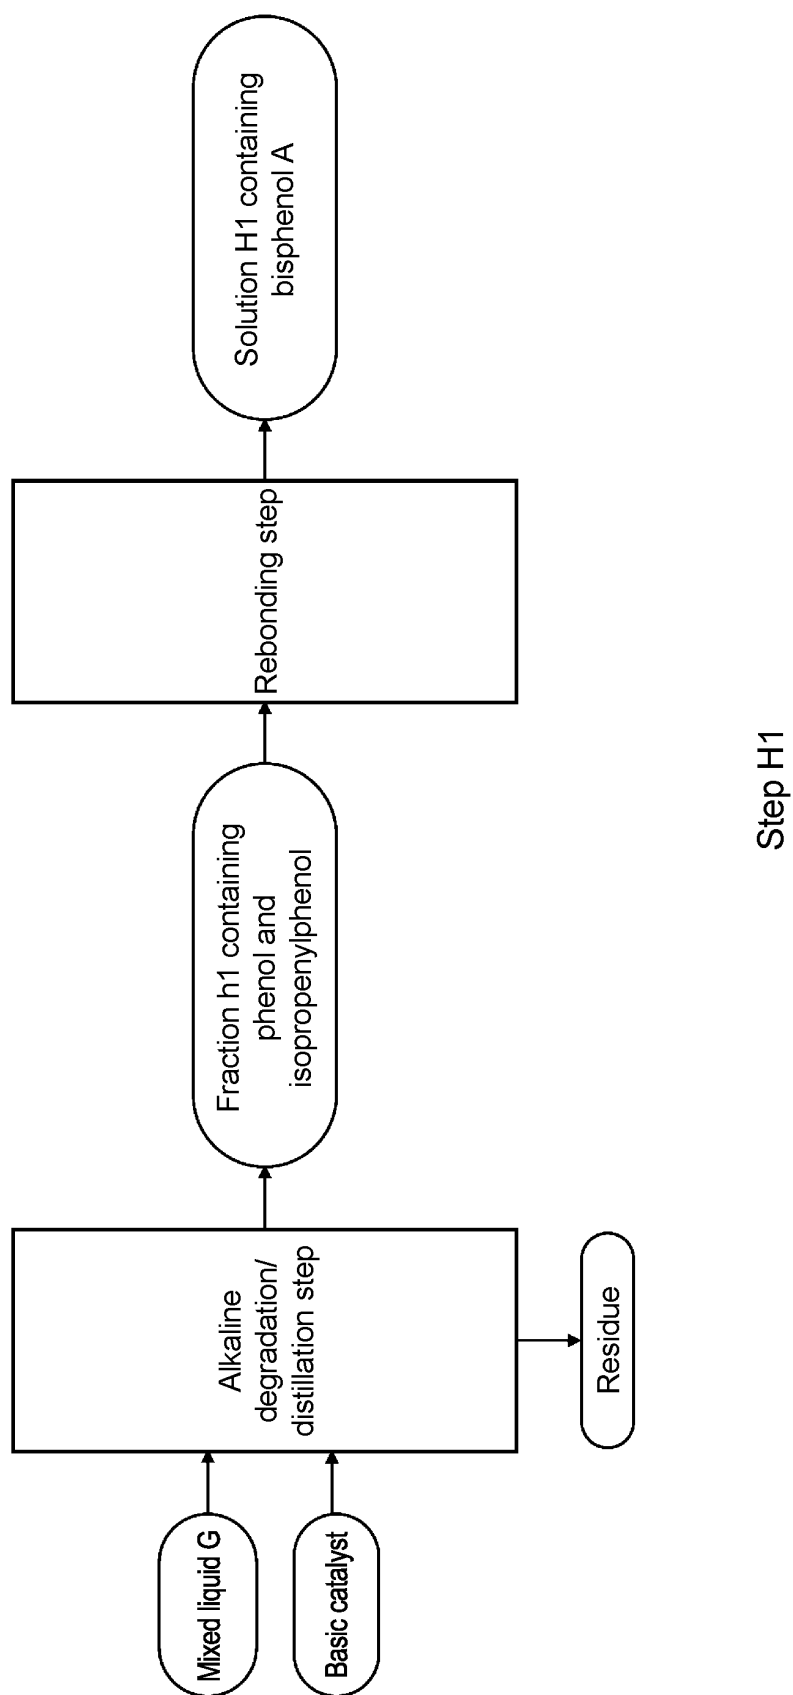 Mixed liquid G
Basic catalyst
Alkaline
degradation/
distillation step
Residue
Fraction h1 containing
phenol and
isopropenylphenol
Rebonding step
Solution H1 containing
bisphenol A
Step H1